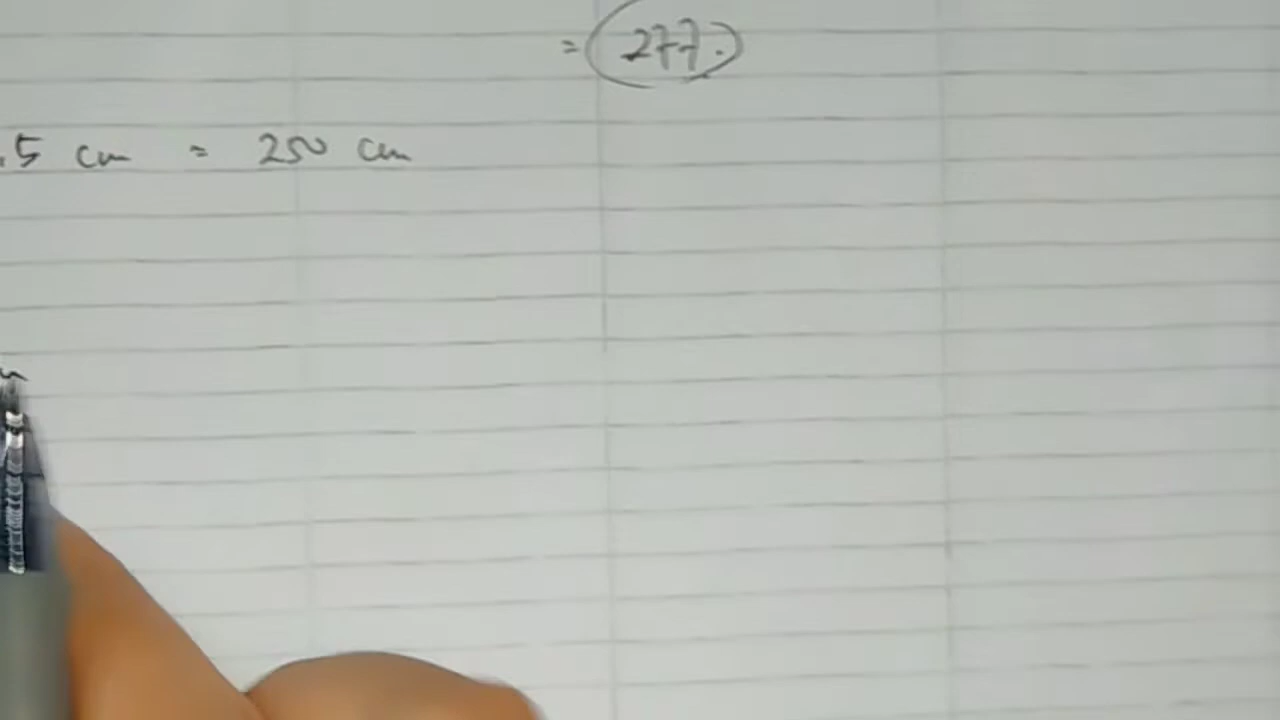 = 277.
.5 cm = 250 cm